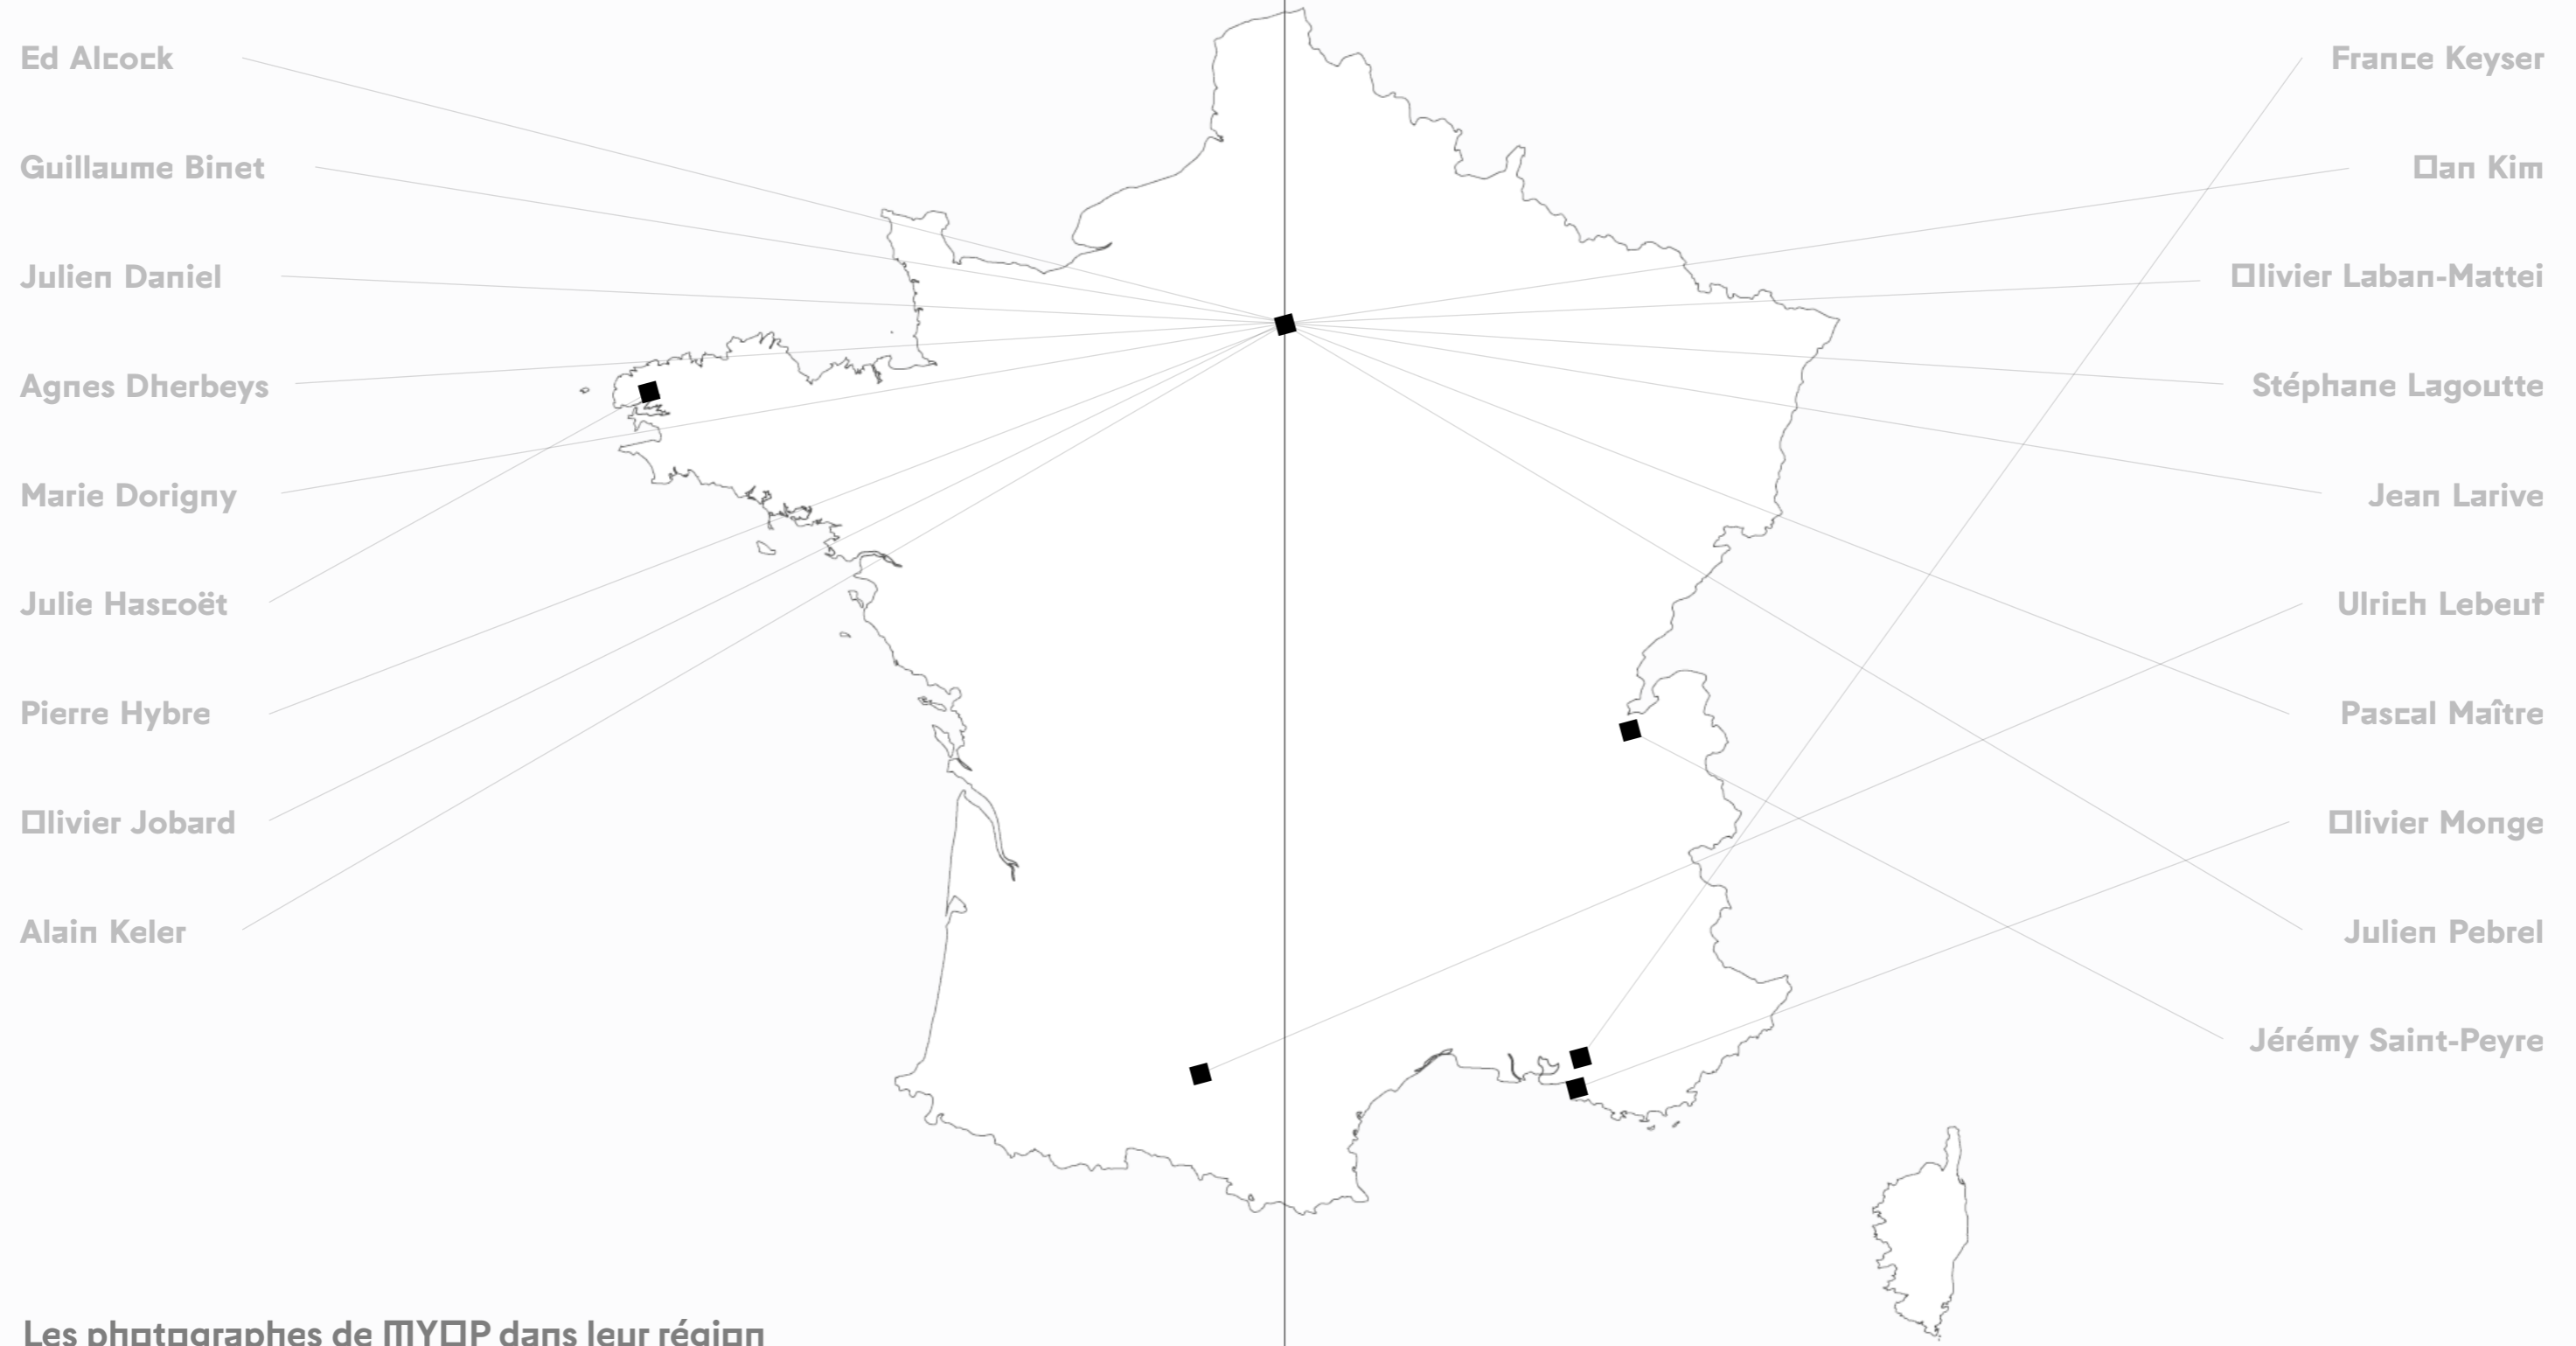 Ed Alcock
Guillaume Binet
Julien Daniel
Agnes Dherbeys
Marie Dorigny
Julie Hascoët
Pierre Hybre
Olivier Jobard
Alain Keler
France Keyser
Oan Kim
Olivier Laban-Mattei
Stéphane Lagoutte
Jean Larive
Ulrich Lebeuf
Pascal Maître
Olivier Monge
Julien Pebrel
Jérémy Saint-Peyre
Les photographes de MYOP dans leur région